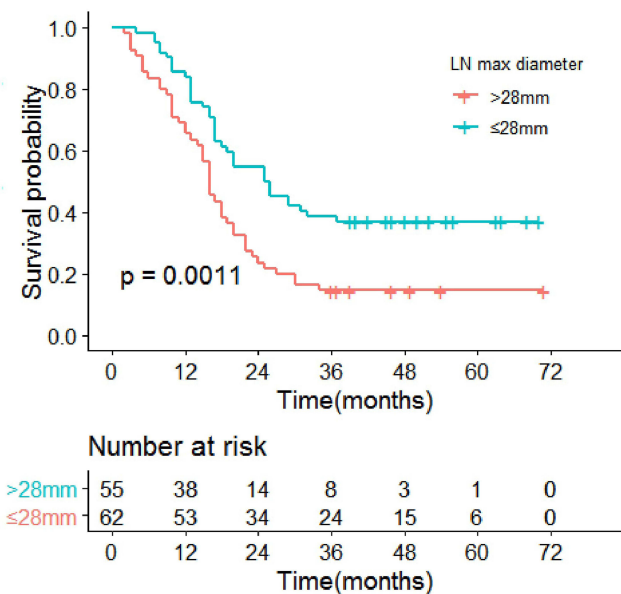 1.0
0.8
0.6
0.4
0.2
0.0
Survival probability
LN max diameter
>28mm
≤28mm
p = 0.0011
0 12 24 36 48 60 72
Time(months)
Number at risk
>28mm 55 38 14 8 3 1 0
≤28mm 62 53 34 24 15 6 0
0 12 24 36 48 60 72
Time(months)